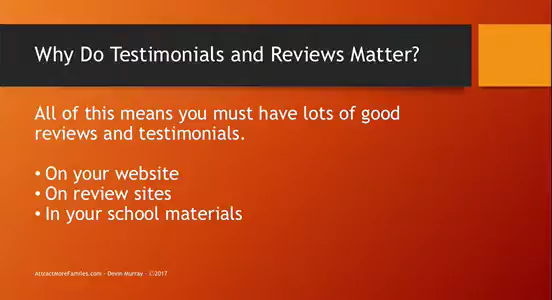 Why Do Testimonials and Reviews Matter?
All of this means you must have lots of good
reviews and testimonials.
• On your website
• On review sites
• In your school materials
AttractMoreFamilies.com - Devin Murray - ©2017